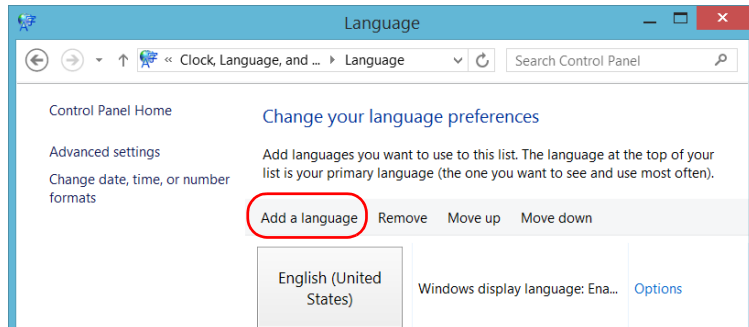 Language
« Clock, Language, and ... ▸ Language
Search Control Panel
Control Panel Home
Advanced settings
Change date, time, or number
formats
Change your language preferences
Add languages you want to use to this list. The language at the top of your
list is your primary language (the one you want to see and use most often).
Add a language Remove Move up Move down
English (United
States)
Windows display language: Ena...
Options